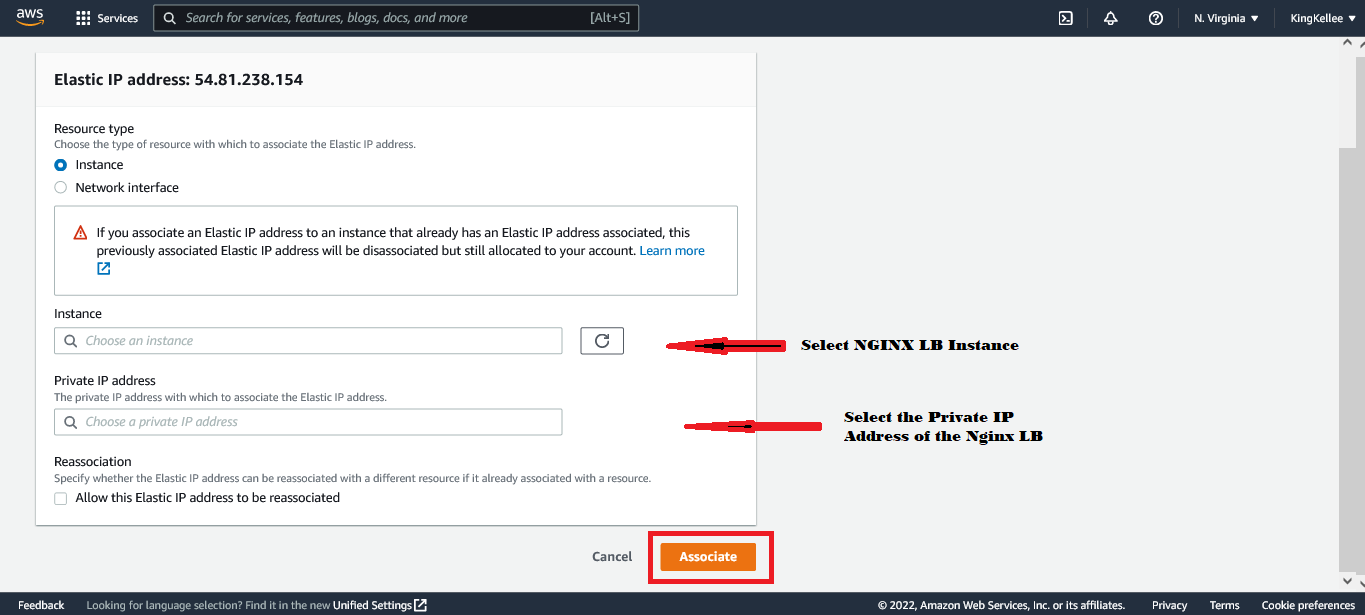 aws
Services
Search for services, features, blogs, docs, and more
[Alt+S]
N. Virginia
KingKellee
Elastic IP address: 54.81.238.154
Resource type
Choose the type of resource with which to associate the Elastic IP address.
Instance
Network interface
If you associate an Elastic IP address to an instance that already has an Elastic IP address associated, this
previously associated Elastic IP address will be disassociated but still allocated to your account. Learn more
Instance
Choose an instance
Select NGINX LB Instance
Private IP address
The private IP address with which to associate the Elastic IP address.
Choose a private IP address
Select the Private IP
Address of the Nginx LB
Reassociation
Specify whether the Elastic IP address can be reassociated with a different resource if it already associated with a resource.
Allow this Elastic IP address to be reassociated
Cancel
Associate
Feedback
Looking for language selection? Find it in the new Unified Settings
© 2022, Amazon Web Services, Inc. or its affiliates.
Privacy
Terms
Cookie preferences